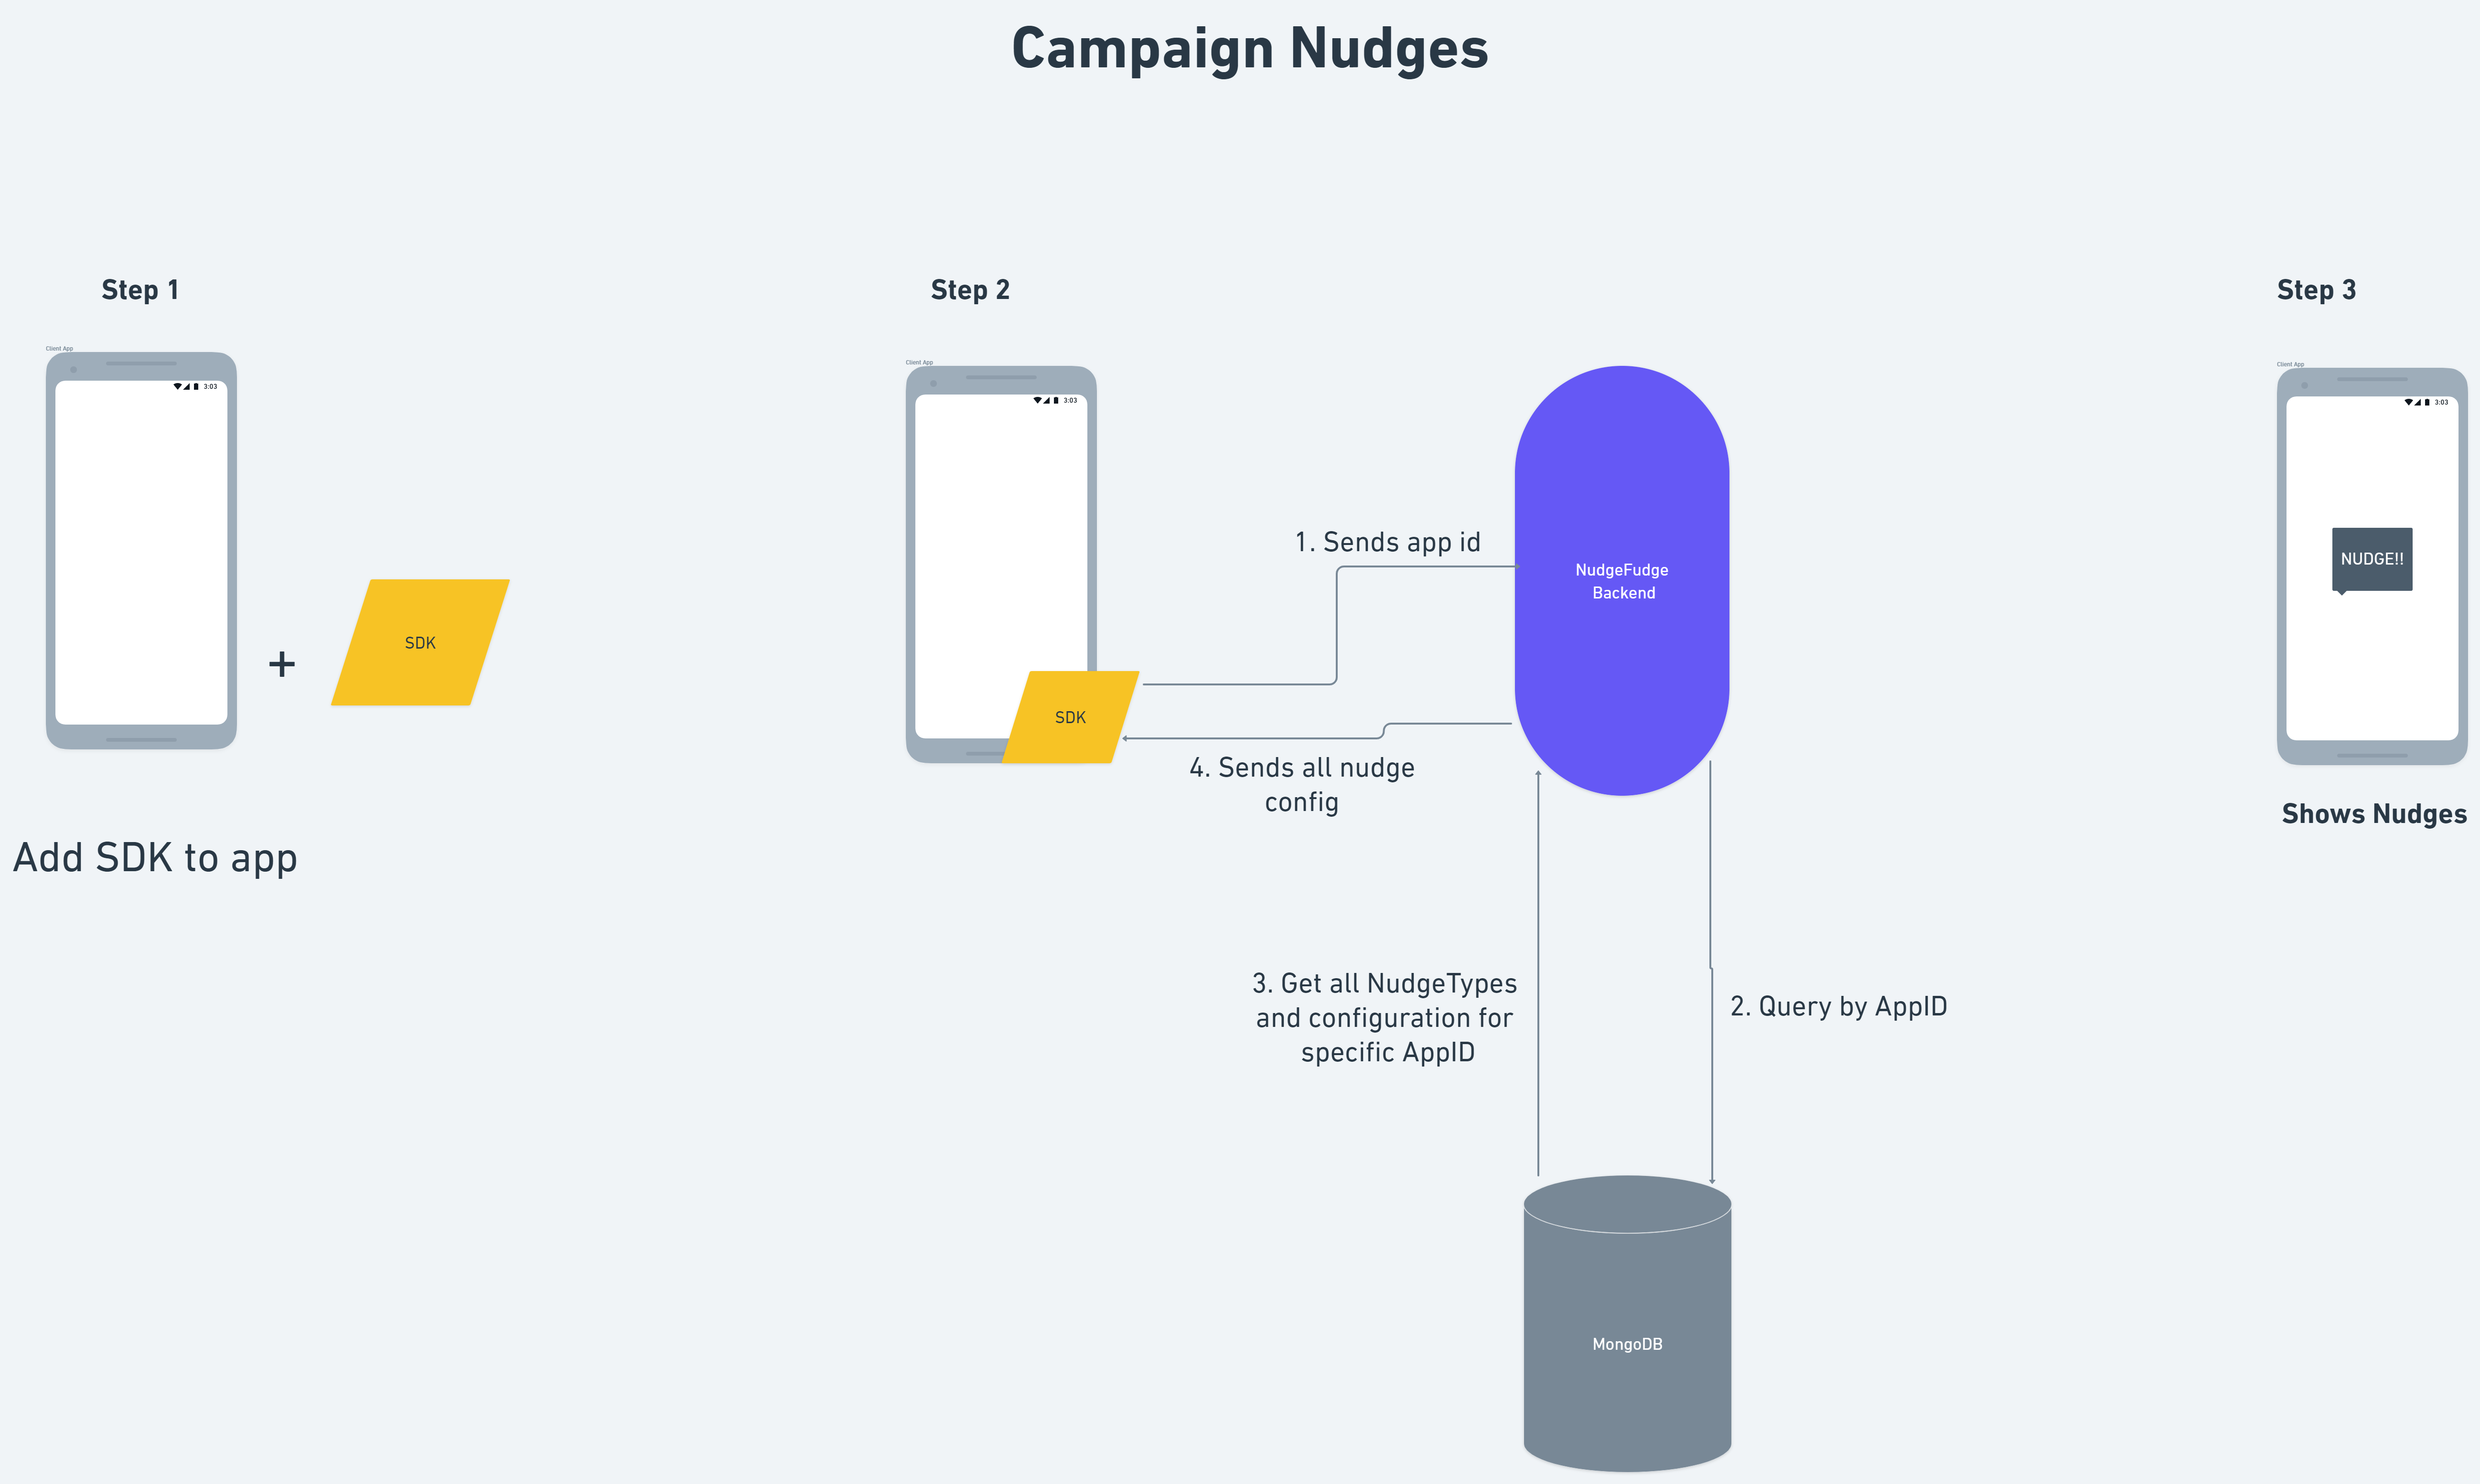 Campaign Nudges
Step 1
Client App
3:03
+
SDK
Add SDK to app
Step 2
Client App
3:03
SDK
1. Sends app id
NudgeFudge
Backend
4. Sends all nudge
config
3. Get all NudgeTypes
and configuration for
specific AppID
2. Query by AppID
MongoDB
Step 3
Client App
3:03
NUDGE!!
Shows Nudges